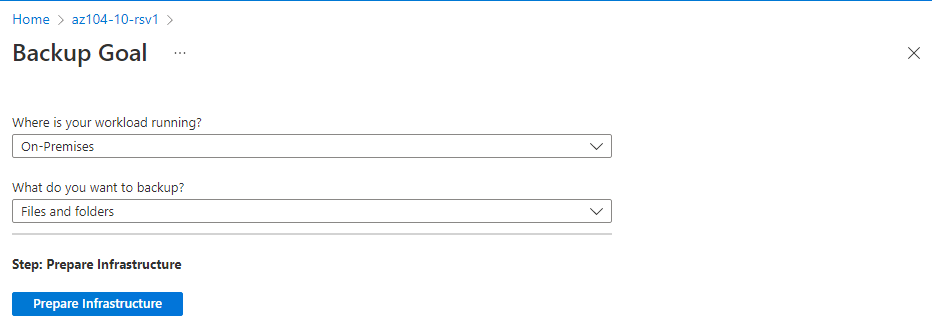 Home > az104-10-rsv1 >
Backup Goal ...
Where is your workload running?
On-Premises
What do you want to backup?
Files and folders
Step: Prepare Infrastructure
Prepare Infrastructure